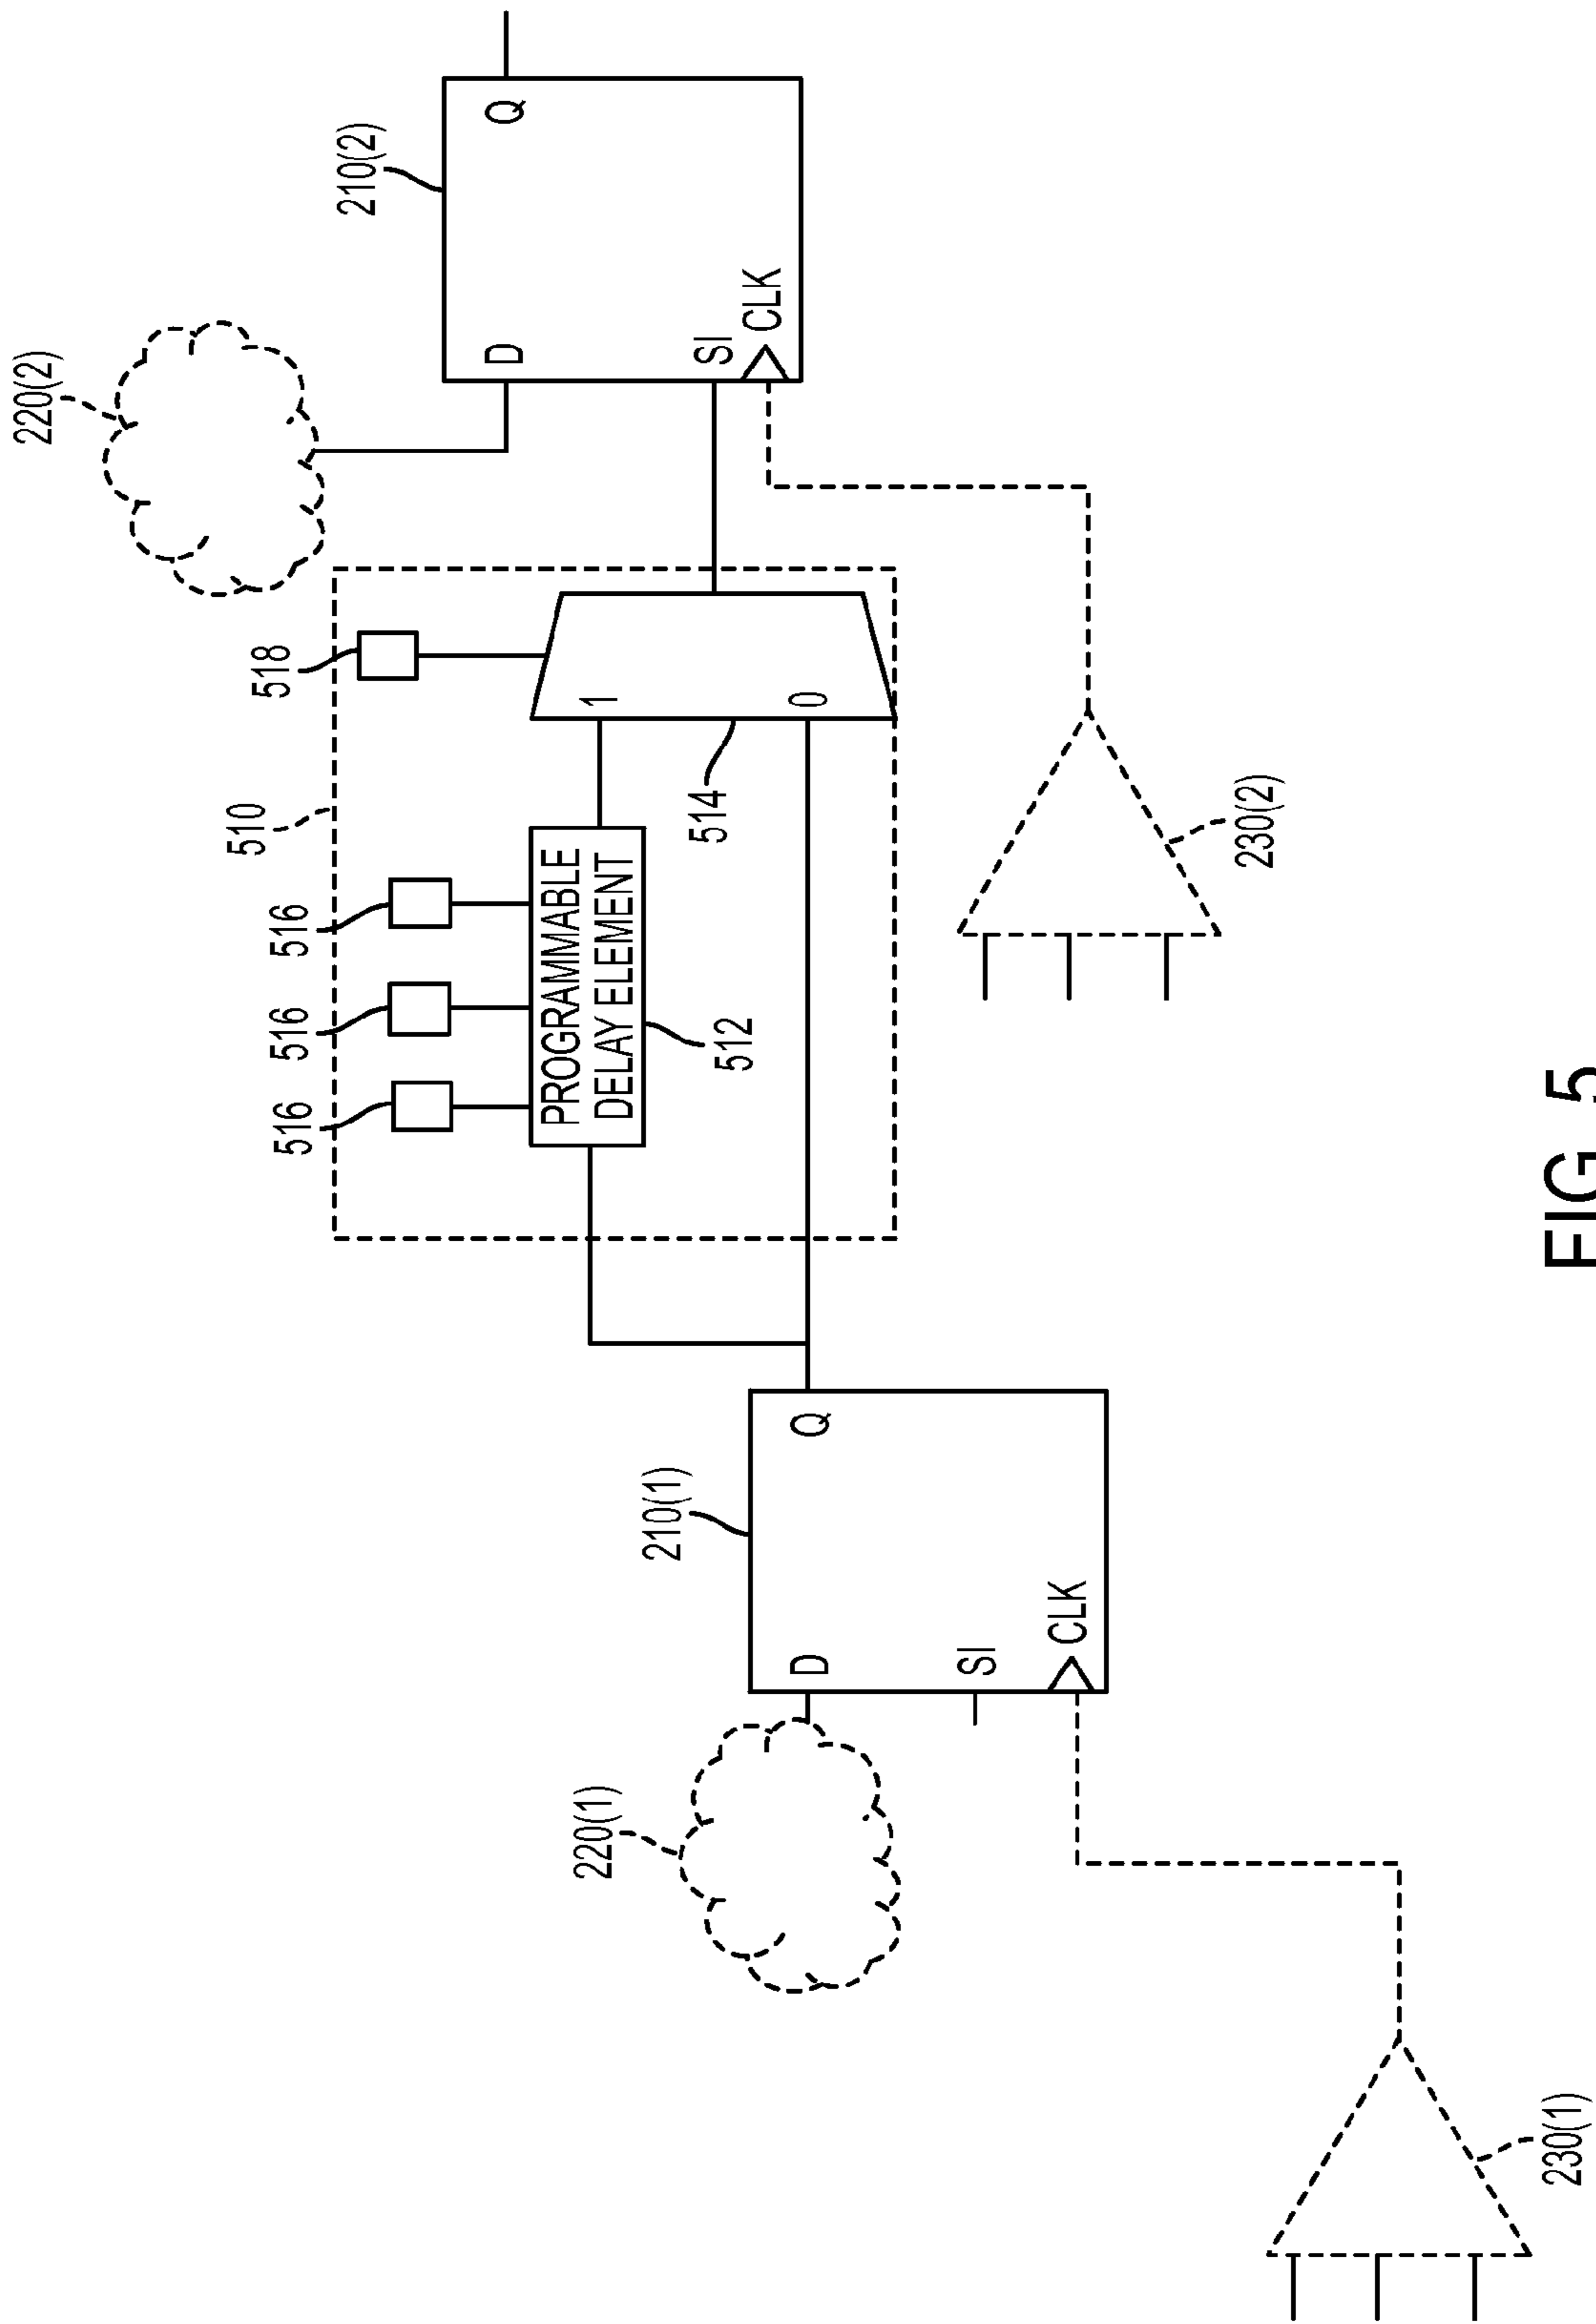 220(2)
210(2)
D
Q
SI
CLK
510
518
516
516
516
PROGRAMMABLE
DELAY ELEMENT
512
1
0
514
210(1)
220(1)
D
Q
SI
CLK
230(2)
230(1)
FIG. 5